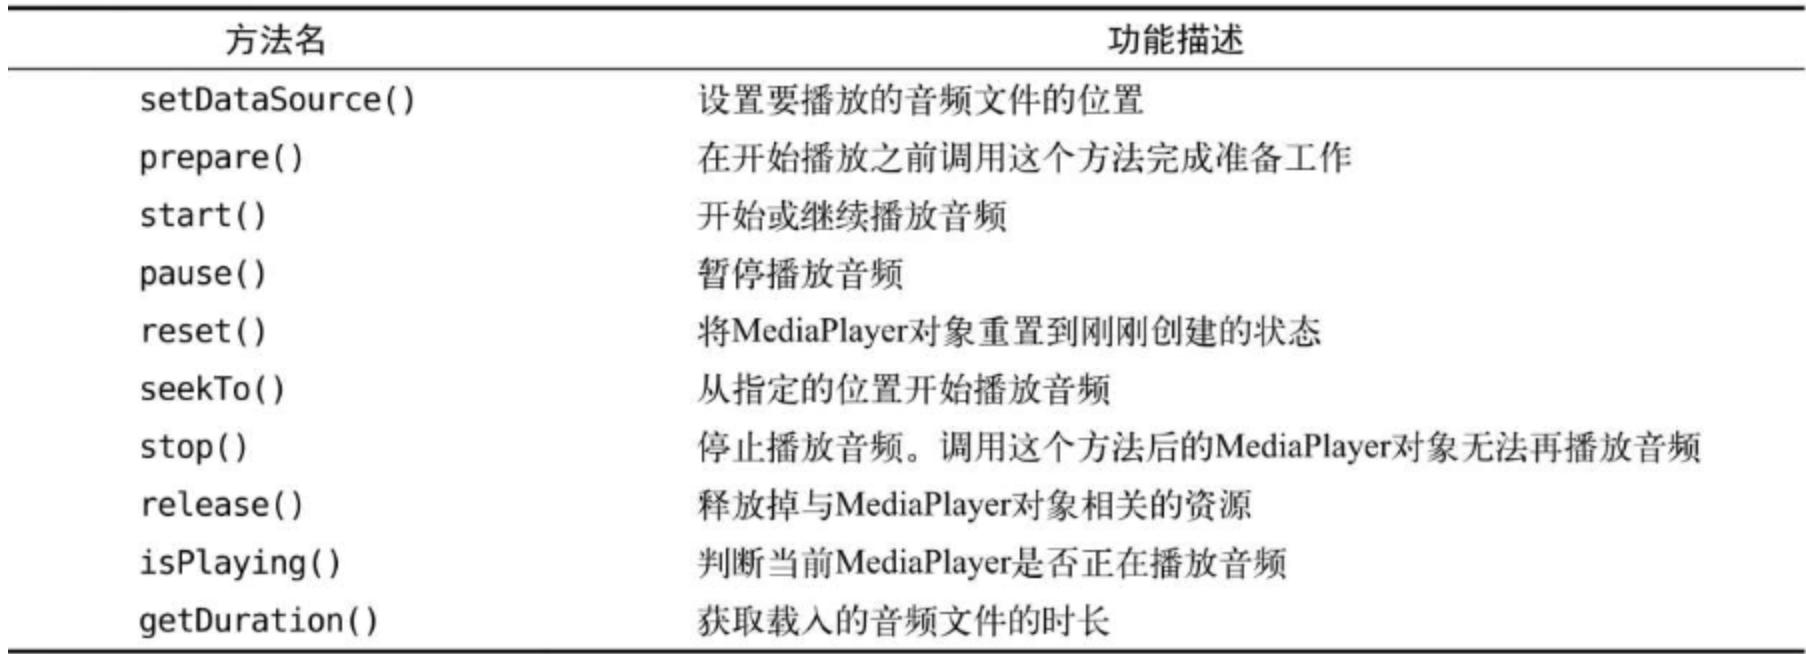 方法名 功能描述
setDataSource() 设置要播放的音频文件的位置
prepare() 在开始播放之前调用这个方法完成准备工作
start() 开始或继续播放音频
pause() 暂停播放音频
reset() 将MediaPlayer对象重置到刚刚创建的状态
seekTo() 从指定的位置开始播放音频
stop() 停止播放音频。调用这个方法后的MediaPlayer对象无法再播放音频
release() 释放掉与MediaPlayer对象相关的资源
isPlaying() 判断当前MediaPlayer是否正在播放音频
getDuration() 获取载入的音频文件的时长